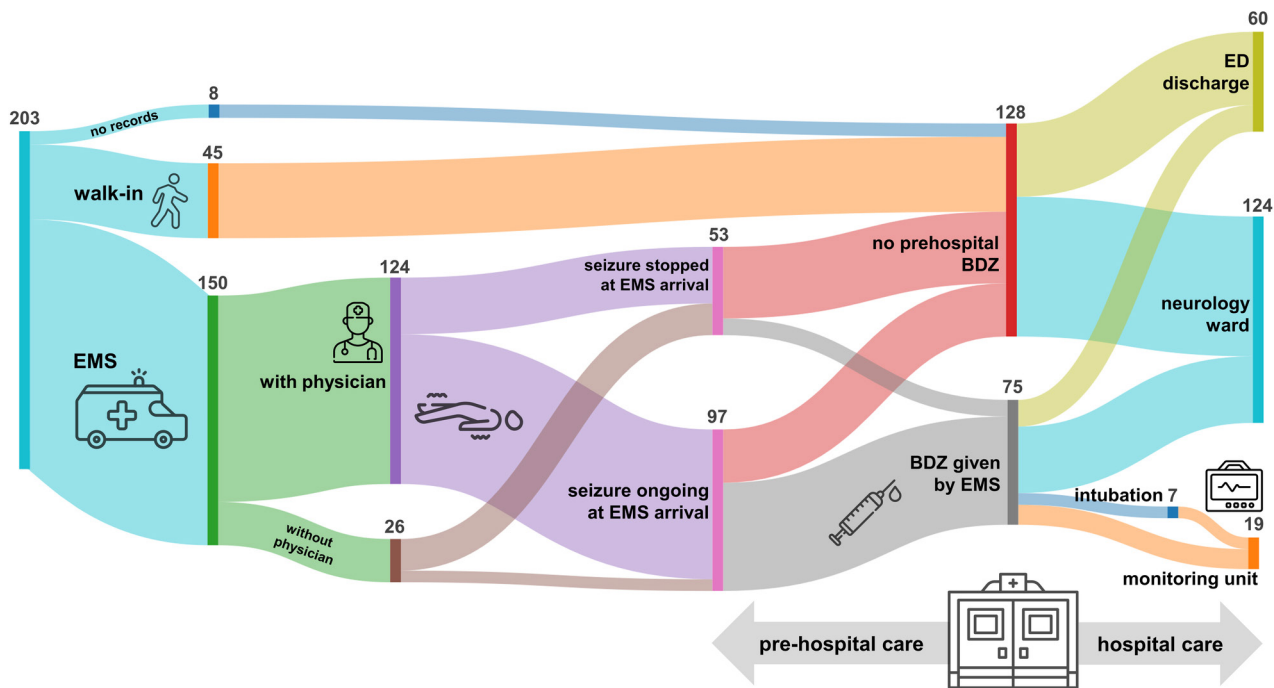 203
no records
8
walk-in
45
EMS
150
with physician
124
without
physician
26
seizure stopped
at EMS arrival
53
seizure ongoing
at EMS arrival
97
no prehospital
BDZ
128
BDZ given
by EMS
75
ED
discharge
60
neurology
ward
124
intubation 7
monitoring unit
19
pre-hospital care
hospital care